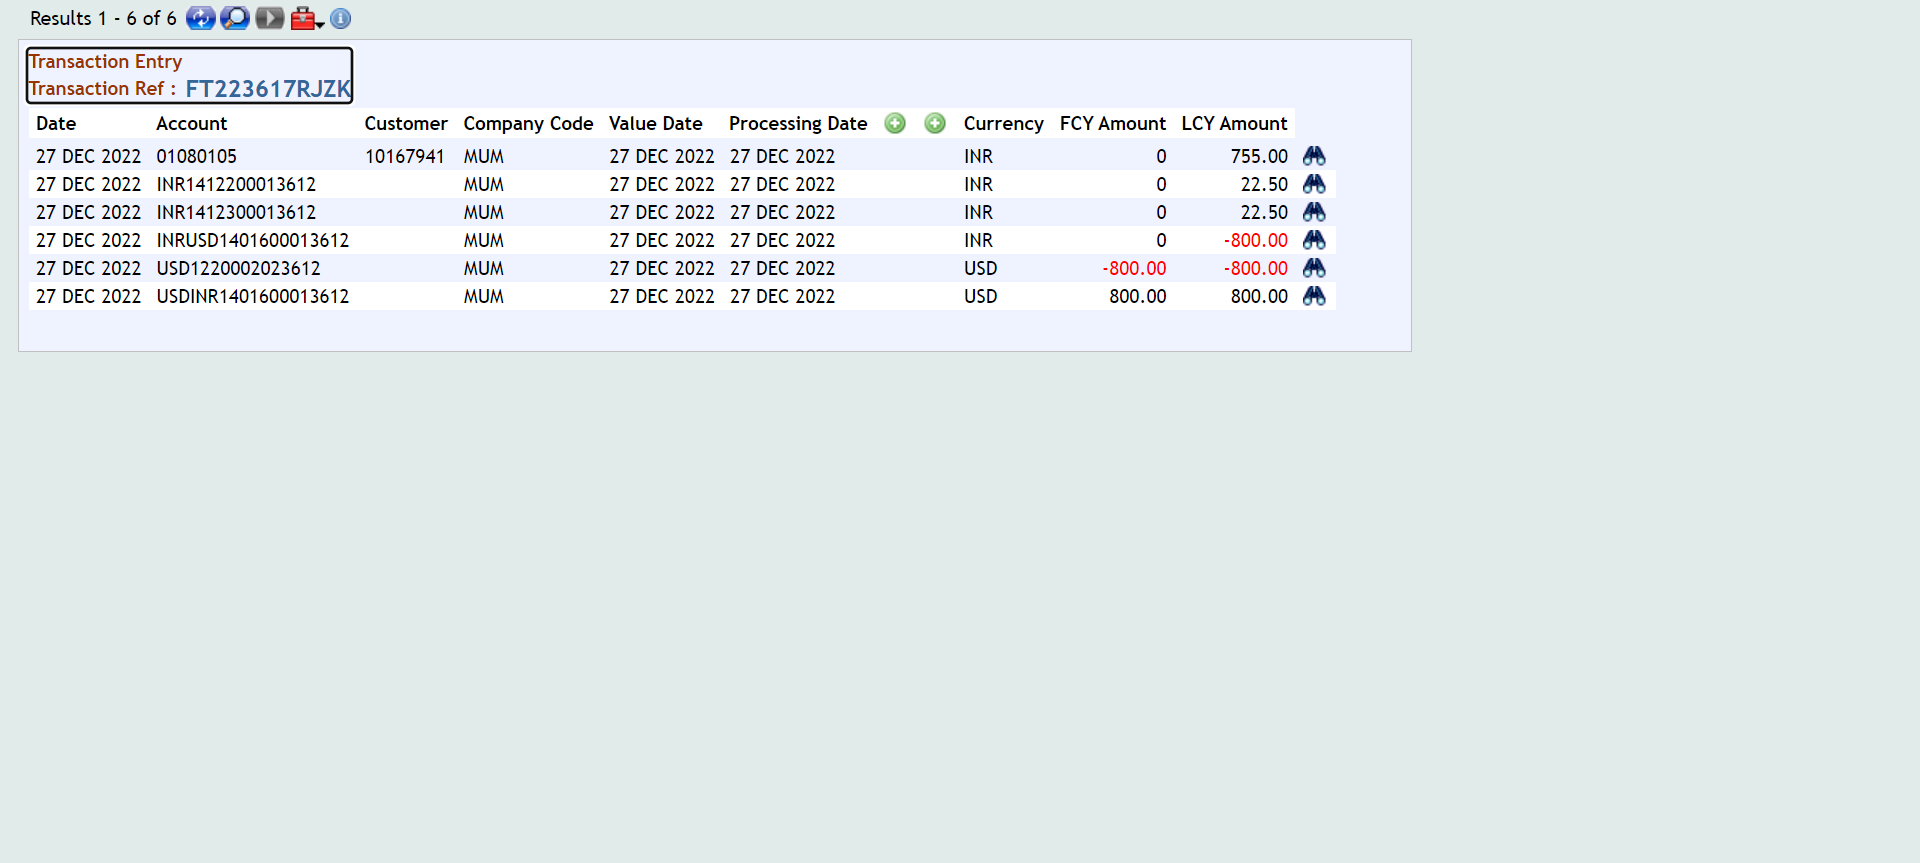 Results 1 - 6 of 6
Transaction Entry
Transaction Ref : FT223617RJZK
Date Account Customer Company Code Value Date Processing Date Currency FCY Amount LCY Amount
27 DEC 2022 01080105 10167941 MUM 27 DEC 2022 27 DEC 2022 INR 0 755.00
27 DEC 2022 INR1412200013612 MUM 27 DEC 2022 27 DEC 2022 INR 0 22.50
27 DEC 2022 INR1412300013612 MUM 27 DEC 2022 27 DEC 2022 INR 0 22.50
27 DEC 2022 INRUSD1401600013612 MUM 27 DEC 2022 27 DEC 2022 INR 0 -800.00
27 DEC 2022 USD1220002023612 MUM 27 DEC 2022 27 DEC 2022 USD -800.00 -800.00
27 DEC 2022 USDINR1401600013612 MUM 27 DEC 2022 27 DEC 2022 USD 800.00 800.00